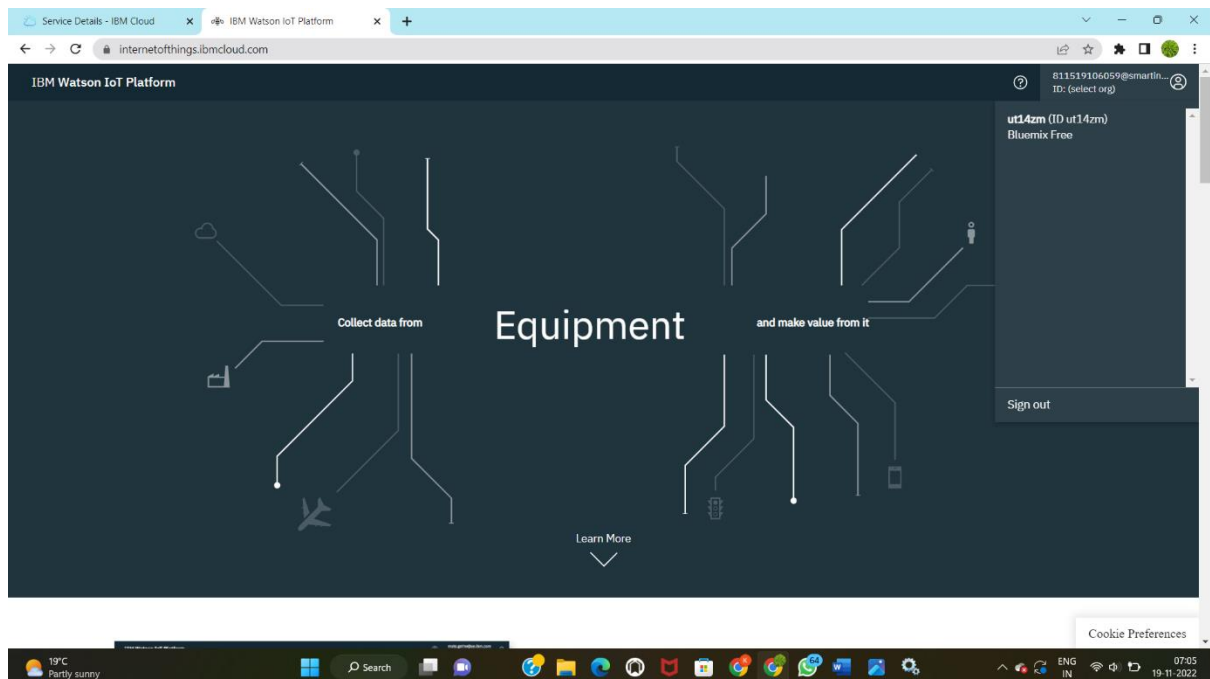 Service Details - IBM Cloud
IBM Watson IoT Platform
internetofthings.ibmcloud.com
IBM Watson IoT Platform
811519106059@smartin...
ID: (select org)
ut14zm (ID ut14zm)
Bluemix Free
Collect data from
Equipment
and make value from it
Sign out
Learn More
Cookie Preferences
19°C
Partly sunny
Search
64
ENG
IN
07:05
19-11-2022